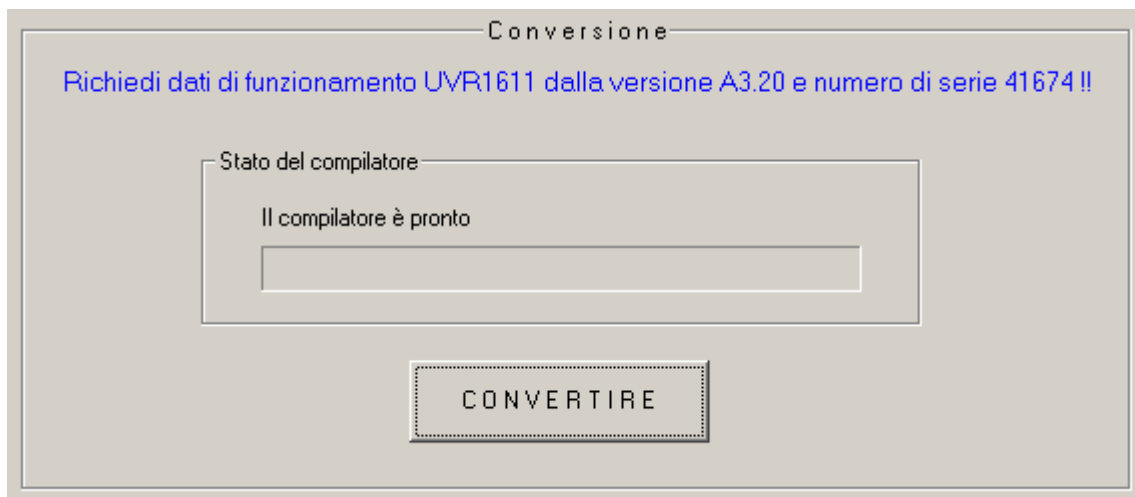 Conversione
Richiedi dati di funzionamento UVR1611 dalla versione A3.20 e numero di serie 41674 !!
Stato del compilatore
Il compilatore è pronto
CONVERTIRE